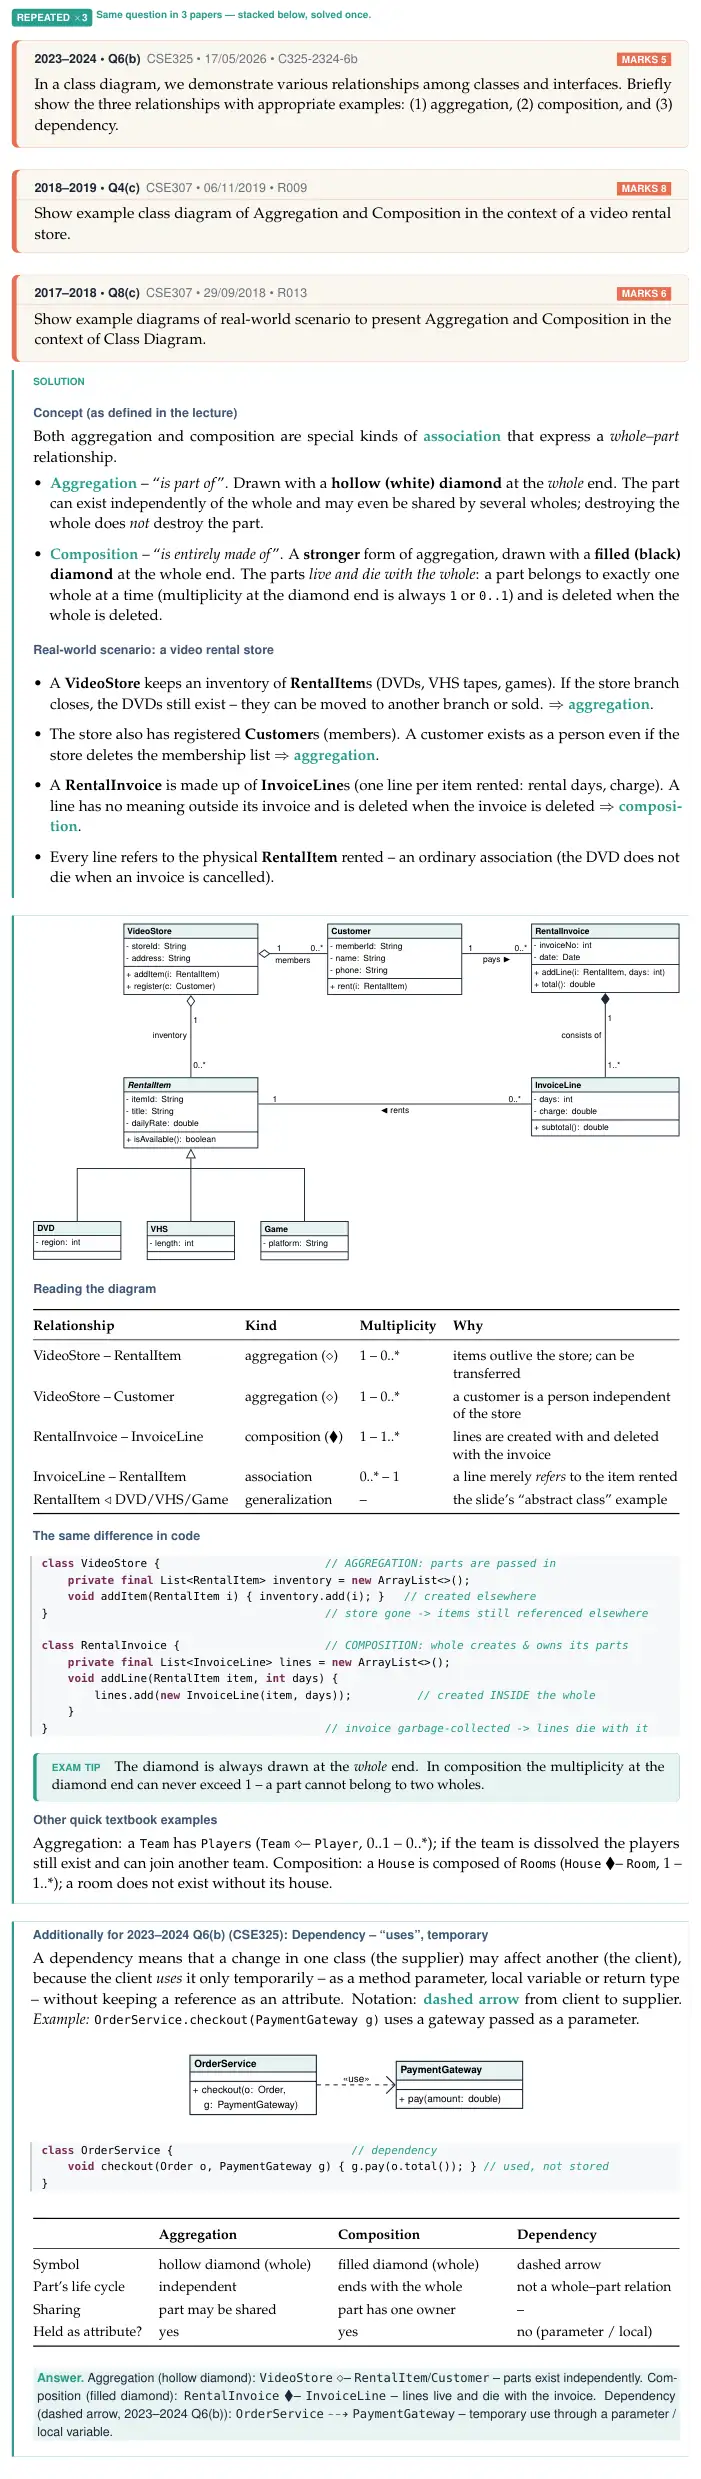 REPEATED ×3 Same question in 3 papers — stacked below, solved once.
2023–2024 • Q6(b) CSE325 • 17/05/2026 • C325-2324-6b MARKS 5
In a class diagram, we demonstrate various relationships among classes and interfaces. Briefly
show the three relationships with appropriate examples: (1) aggregation, (2) composition, and (3)
dependency.
2018–2019 • Q4(c) CSE307 • 06/11/2019 • R009 MARKS 8
Show example class diagram of Aggregation and Composition in the context of a video rental
store.
2017–2018 • Q8(c) CSE307 • 29/09/2018 • R013 MARKS 6
Show example diagrams of real-world scenario to present Aggregation and Composition in the
context of Class Diagram.
SOLUTION
Concept (as defined in the lecture)
Both aggregation and composition are special kinds of association that express a whole–part
relationship.
• Aggregation – “is part of”. Drawn with a hollow (white) diamond at the whole end. The part
can exist independently of the whole and may even be shared by several wholes; destroying the
whole does not destroy the part.
• Composition – “is entirely made of”. A stronger form of aggregation, drawn with a filled (black)
diamond at the whole end. The parts live and die with the whole: a part belongs to exactly one
whole at a time (multiplicity at the diamond end is always 1 or 0..1) and is deleted when the
whole is deleted.
Real-world scenario: a video rental store
• A VideoStore keeps an inventory of RentalItems (DVDs, VHS tapes, games). If the store branch
closes, the DVDs still exist – they can be moved to another branch or sold. ⇒ aggregation.
• The store also has registered Customers (members). A customer exists as a person even if the
store deletes the membership list ⇒ aggregation.
• A RentalInvoice is made up of InvoiceLines (one line per item rented: rental days, charge). A
line has no meaning outside its invoice and is deleted when the invoice is deleted ⇒ composi-
tion.
• Every line refers to the physical RentalItem rented – an ordinary association (the DVD does not
die when an invoice is cancelled).
VideoStore
- storeId: String
- address: String
+ addItem(i: RentalItem)
+ register(c: Customer)
1 0..*
members
Customer
- memberId: String
- name: String
- phone: String
+ rent(i: RentalItem)
1 0..*
pays ▶
RentalInvoice
- invoiceNo: int
- date: Date
+ addLine(i: RentalItem, days: int)
+ total(): double
1
inventory
0..*
1
consists of
1..*
RentalItem
- itemId: String
- title: String
- dailyRate: double
+ isAvailable(): boolean
1 0..*
◀ rents
InvoiceLine
- days: int
- charge: double
+ subtotal(): double
DVD
- region: int
VHS
- length: int
Game
- platform: String
Reading the diagram
Relationship Kind Multiplicity Why
VideoStore – RentalItem aggregation (⋄) 1 – 0..* items outlive the store; can be
transferred
VideoStore – Customer aggregation (⋄) 1 – 0..* a customer is a person independent
of the store
RentalInvoice – InvoiceLine composition (♦) 1 – 1..* lines are created with and deleted
with the invoice
InvoiceLine – RentalItem association 0..* – 1 a line merely refers to the item rented
RentalItem ◁ DVD/VHS/Game generalization – the slide’s “abstract class” example
The same difference in code
class VideoStore { // AGGREGATION: parts are passed in
private final List<RentalItem> inventory = new ArrayList<>();
void addItem(RentalItem i) { inventory.add(i); } // created elsewhere
} // store gone -> items still referenced elsewhere
class RentalInvoice { // COMPOSITION: whole creates & owns its parts
private final List<InvoiceLine> lines = new ArrayList<>();
void addLine(RentalItem item, int days) {
lines.add(new InvoiceLine(item, days)); // created INSIDE the whole
}
} // invoice garbage-collected -> lines die with it
EXAM TIP The diamond is always drawn at the whole end. In composition the multiplicity at the
diamond end can never exceed 1 – a part cannot belong to two wholes.
Other quick textbook examples
Aggregation: a Team has Players (Team ⋄– Player, 0..1 – 0..*); if the team is dissolved the players
still exist and can join another team. Composition: a House is composed of Rooms (House ♦– Room, 1 –
1..*); a room does not exist without its house.
Additionally for 2023–2024 Q6(b) (CSE325): Dependency – “uses”, temporary
A dependency means that a change in one class (the supplier) may affect another (the client),
because the client uses it only temporarily – as a method parameter, local variable or return type
– without keeping a reference as an attribute. Notation: dashed arrow from client to supplier.
Example: OrderService.checkout(PaymentGateway g) uses a gateway passed as a parameter.
OrderService
+ checkout(o: Order,
g: PaymentGateway)
«use»
PaymentGateway
+ pay(amount: double)
class OrderService { // dependency
void checkout(Order o, PaymentGateway g) { g.pay(o.total()); } // used, not stored
}
Aggregation Composition Dependency
Symbol hollow diamond (whole) filled diamond (whole) dashed arrow
Part’s life cycle independent ends with the whole not a whole–part relation
Sharing part may be shared part has one owner –
Held as attribute? yes yes no (parameter / local)
Answer. Aggregation (hollow diamond): VideoStore ⋄– RentalItem/Customer – parts exist independently. Com-
position (filled diamond): RentalInvoice ♦– InvoiceLine – lines live and die with the invoice. Dependency
(dashed arrow, 2023–2024 Q6(b)): OrderService --➝ PaymentGateway – temporary use through a parameter /
local variable.